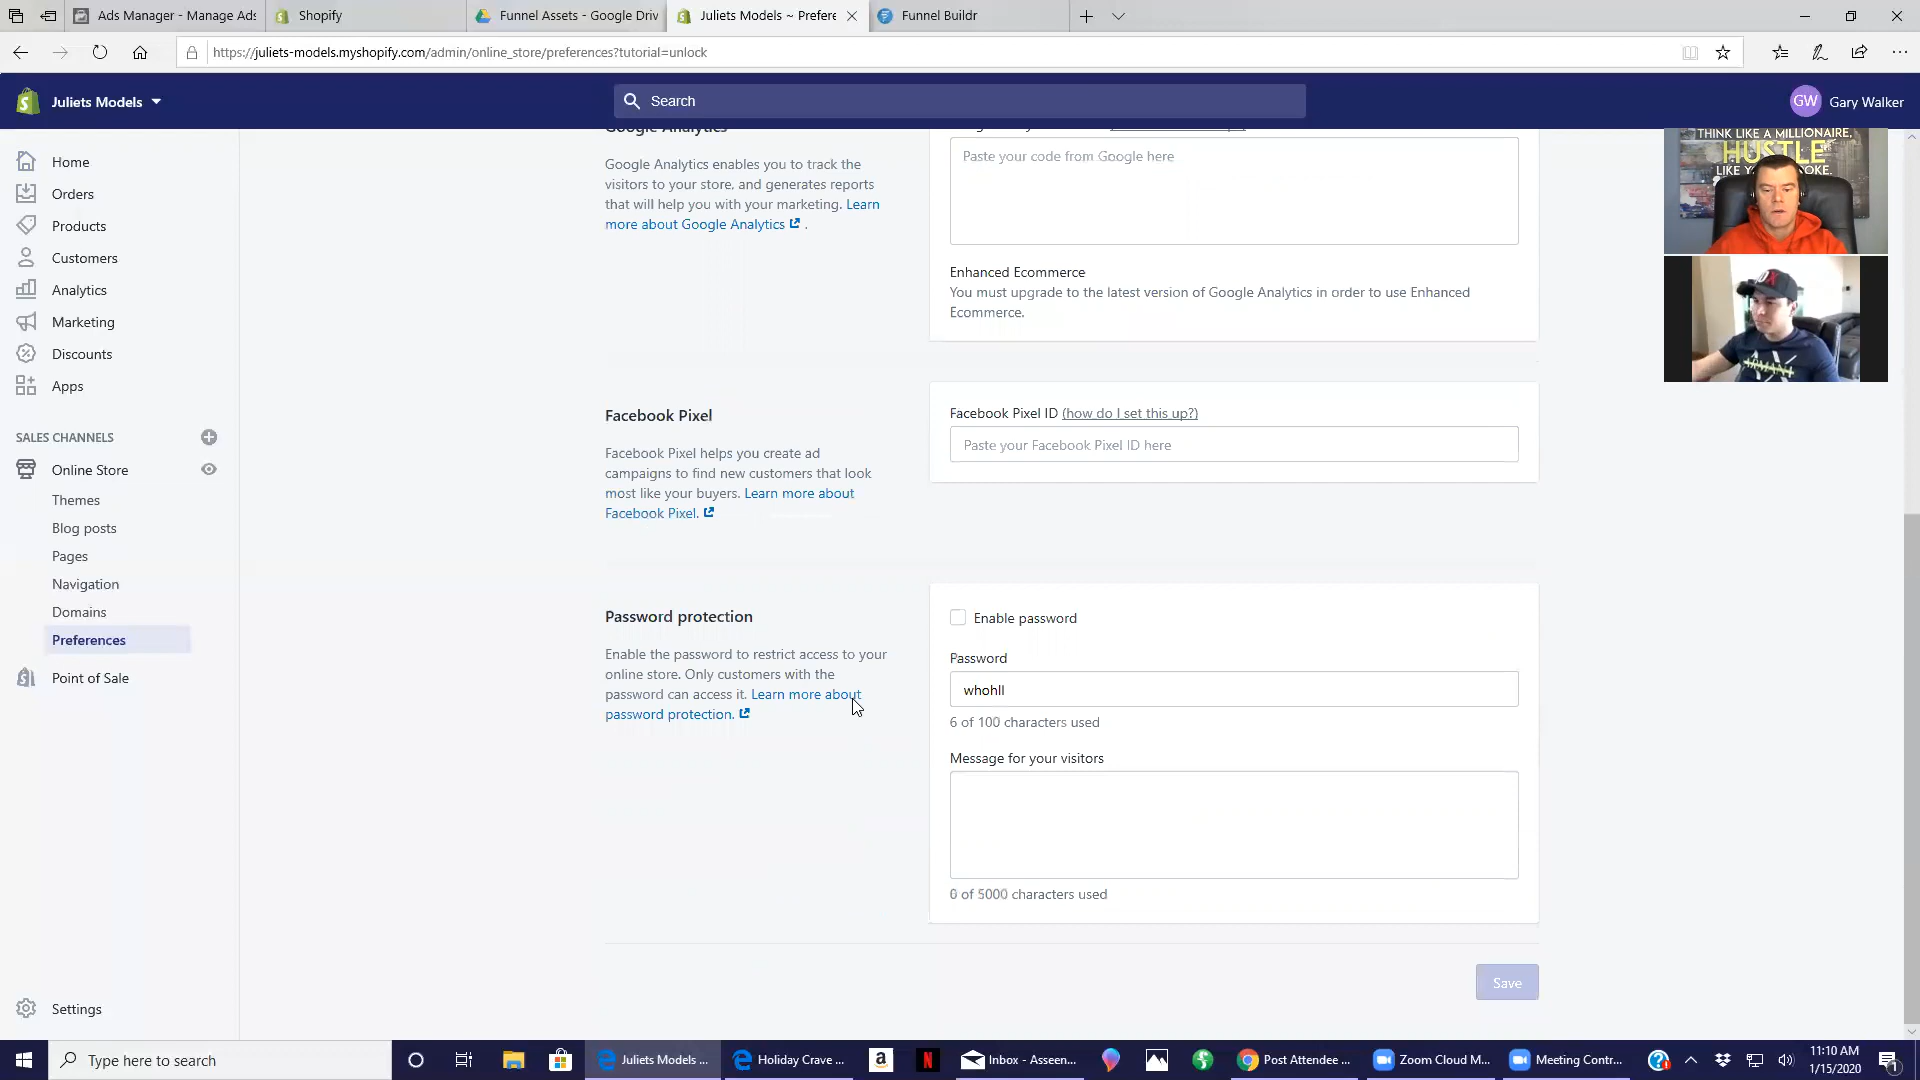 Ads Manager - Manage Ads
Shopify
Funnel Assets - Google Driv
Juliets Models ~ Prefere
Funnel Buildr
https://juliets-models.myshopify.com/admin/online_store/preferences?tutorial=unlock
Juliets Models
Search
GW
Gary Walker
Home
Orders
Products
Customers
Analytics
Marketing
Discounts
Apps
SALES CHANNELS
Online Store
Themes
Blog posts
Pages
Navigation
Domains
Preferences
Point of Sale
Settings
Google Analytics
Google Analytics enables you to track the
visitors to your store, and generates reports
that will help you with your marketing. Learn
more about Google Analytics .
Paste your code from Google here
Enhanced Ecommerce
You must upgrade to the latest version of Google Analytics in order to use Enhanced
Ecommerce.
Facebook Pixel
Facebook Pixel helps you create ad
campaigns to find new customers that look
most like your buyers. Learn more about
Facebook Pixel.
Facebook Pixel ID (how do I set this up?)
Paste your Facebook Pixel ID here
Password protection
Enable the password to restrict access to your
online store. Only customers with the
password can access it. Learn more about
password protection.
Enable password
Password
whohll
6 of 100 characters used
Message for your visitors
0 of 5000 characters used
Save
THINK LIKE A MILLIONAIRE,
HUSTLE
LIKE
OKE.
Type here to search
Juliets Models ...
Holiday Crave ...
Inbox - Asseen...
Post Attendee ...
Zoom Cloud M...
Meeting Contr...
11:10 AM
1/15/2020
1